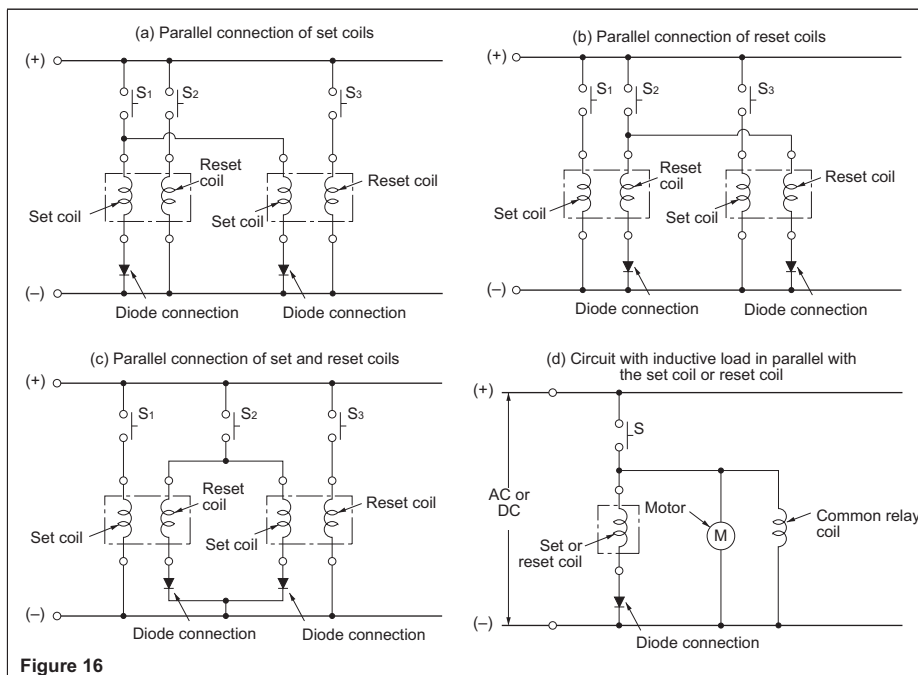 (a) Parallel connection of set coils
(+)
S1
S2
S3
Reset
coil
Reset coil
Set coil
Set coil
(–)
Diode connection
Diode connection
(b) Parallel connection of reset coils
(+)
S1
S2
S3
Reset
coil
Reset coil
Set coil
Set coil
(–)
Diode connection
Diode connection
(c) Parallel connection of set and reset coils
(+)
S1
S2
S3
Reset
coil
Reset coil
Set coil
Set coil
(–)
Diode connection
Diode connection
(d) Circuit with inductive load in parallel with
the set coil or reset coil
(+)
S
AC or
DC
Motor
M
Common relay
coil
Set or
reset coil
(–)
Diode connection
Figure 16